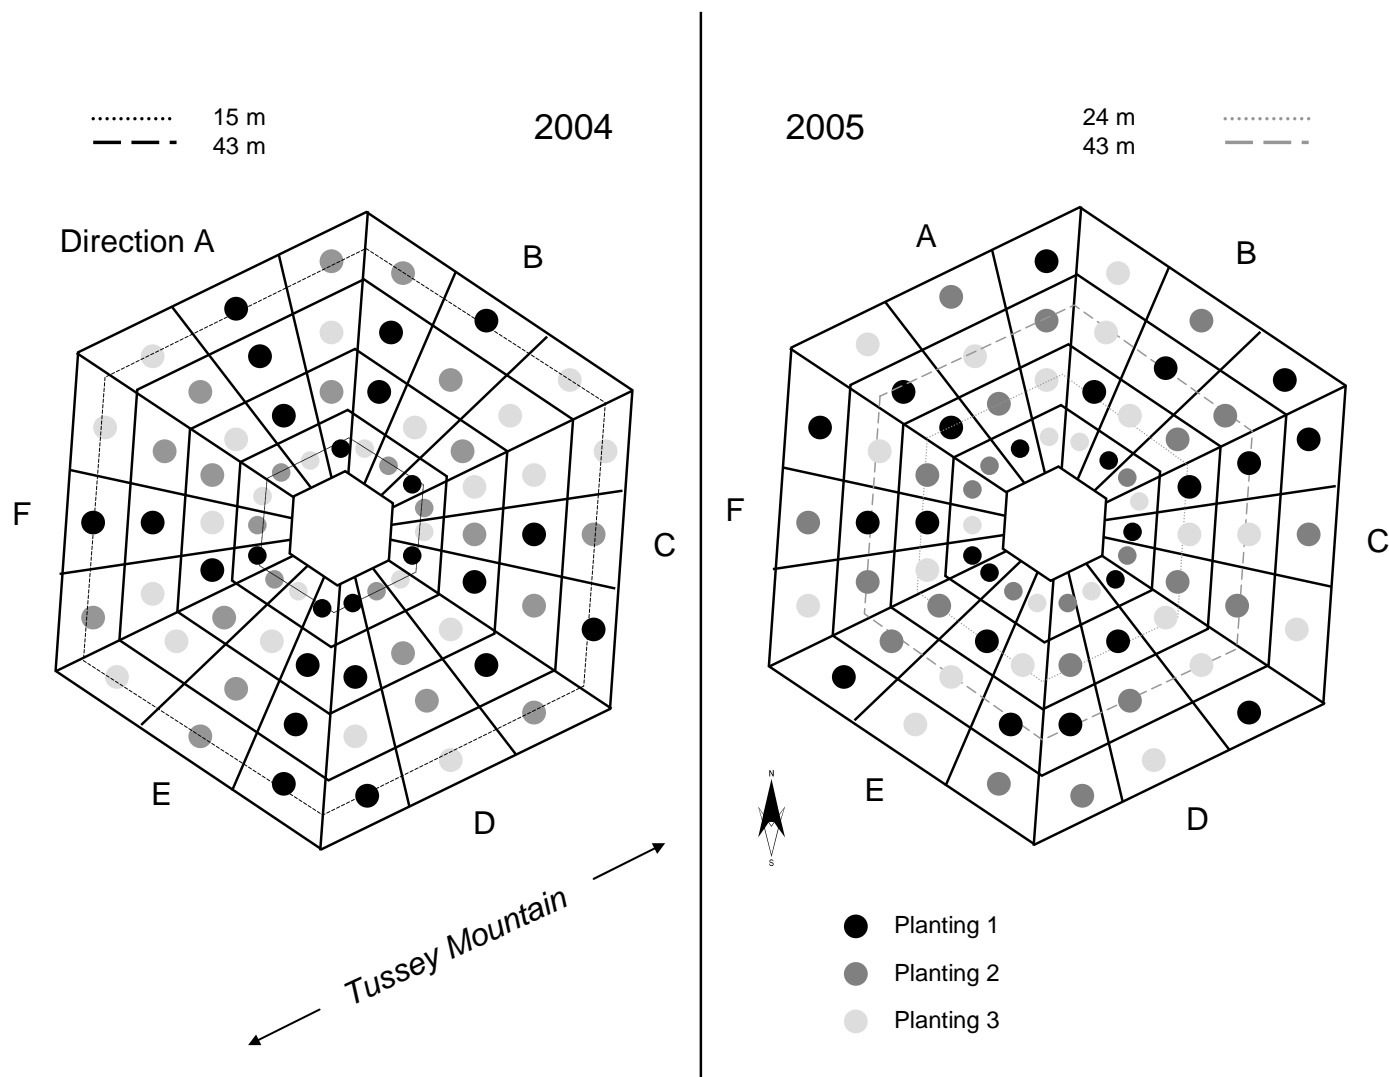 15 m
43 m
2004
2005
24 m
43 m
Direction A
B
C
D
E
F
A
B
C
D
E
F
N
S
Tussey Mountain
Planting 1
Planting 2
Planting 3